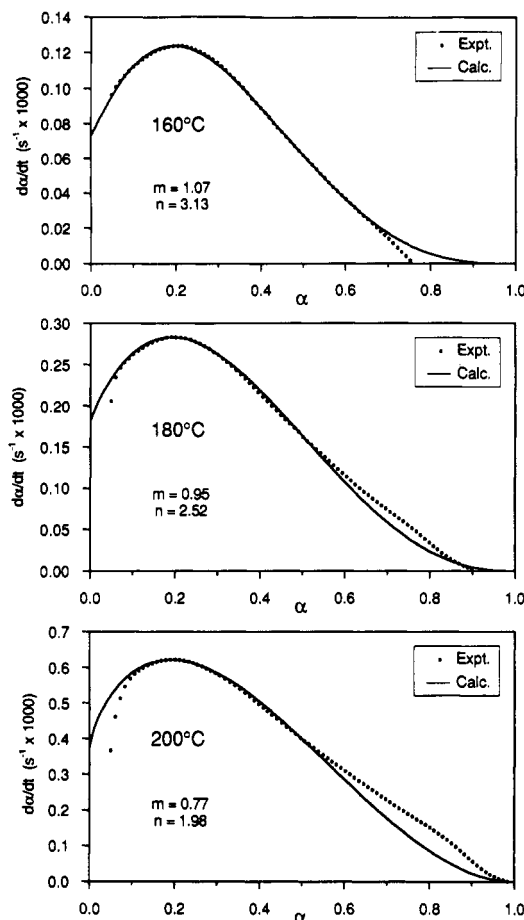 0.14
0.12
0.10
0.08
0.06
0.04
0.02
0.00
dα/dt (s⁻¹ x 1000)
Expt.
Calc.
160°C
m = 1.07
n = 3.13
0.0 0.2 0.4 0.6 0.8 1.0
α
0.30
0.25
0.20
0.15
0.10
0.05
0.00
dα/dt (s⁻¹ x 1000)
Expt.
Calc.
180°C
m = 0.95
n = 2.52
0.0 0.2 0.4 0.6 0.8 1.0
α
0.7
0.6
0.5
0.4
0.3
0.2
0.1
0.0
dα/dt (s⁻¹ x 1000)
Expt.
Calc.
200°C
m = 0.77
n = 1.98
0.0 0.2 0.4 0.6 0.8 1.0
α